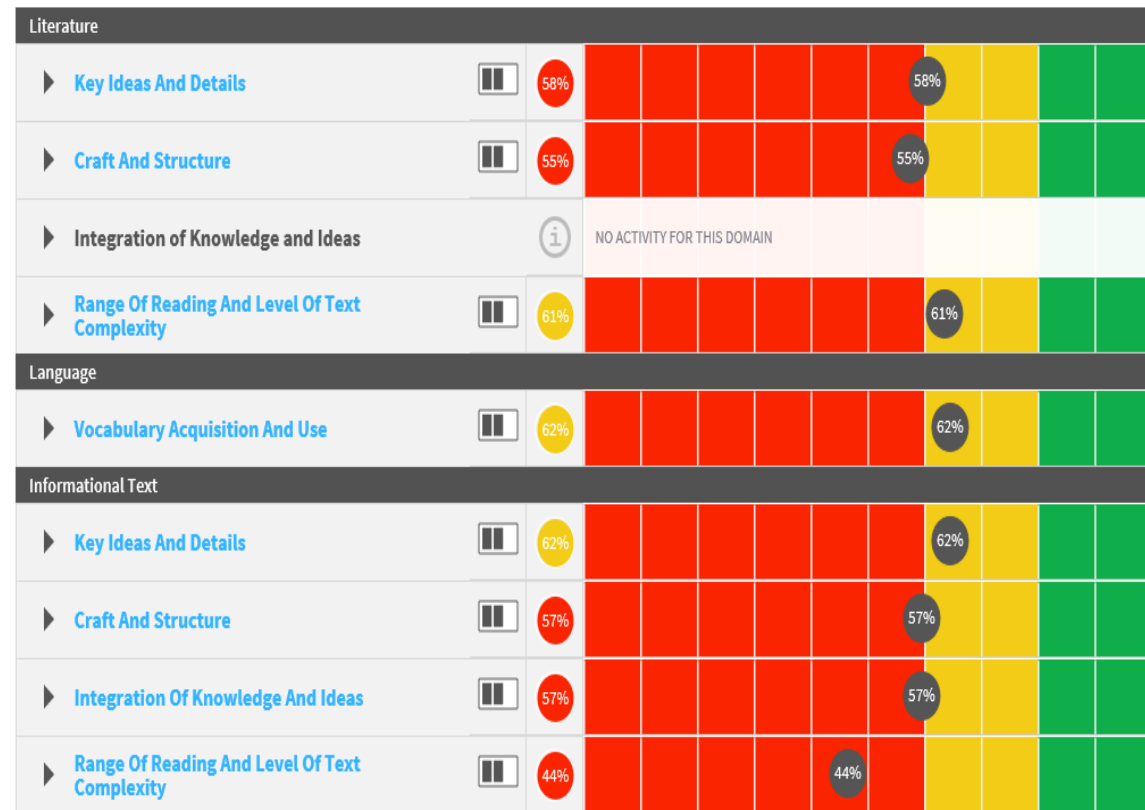 Literature
Key Ideas And Details 58% 58%
Craft And Structure 55% 55%
Integration of Knowledge and Ideas i NO ACTIVITY FOR THIS DOMAIN
Range Of Reading And Level Of Text
Complexity 61% 61%
Language
Vocabulary Acquisition And Use 62% 62%
Informational Text
Key Ideas And Details 62% 62%
Craft And Structure 57% 57%
Integration Of Knowledge And Ideas 57% 57%
Range Of Reading And Level Of Text
Complexity 44% 44%